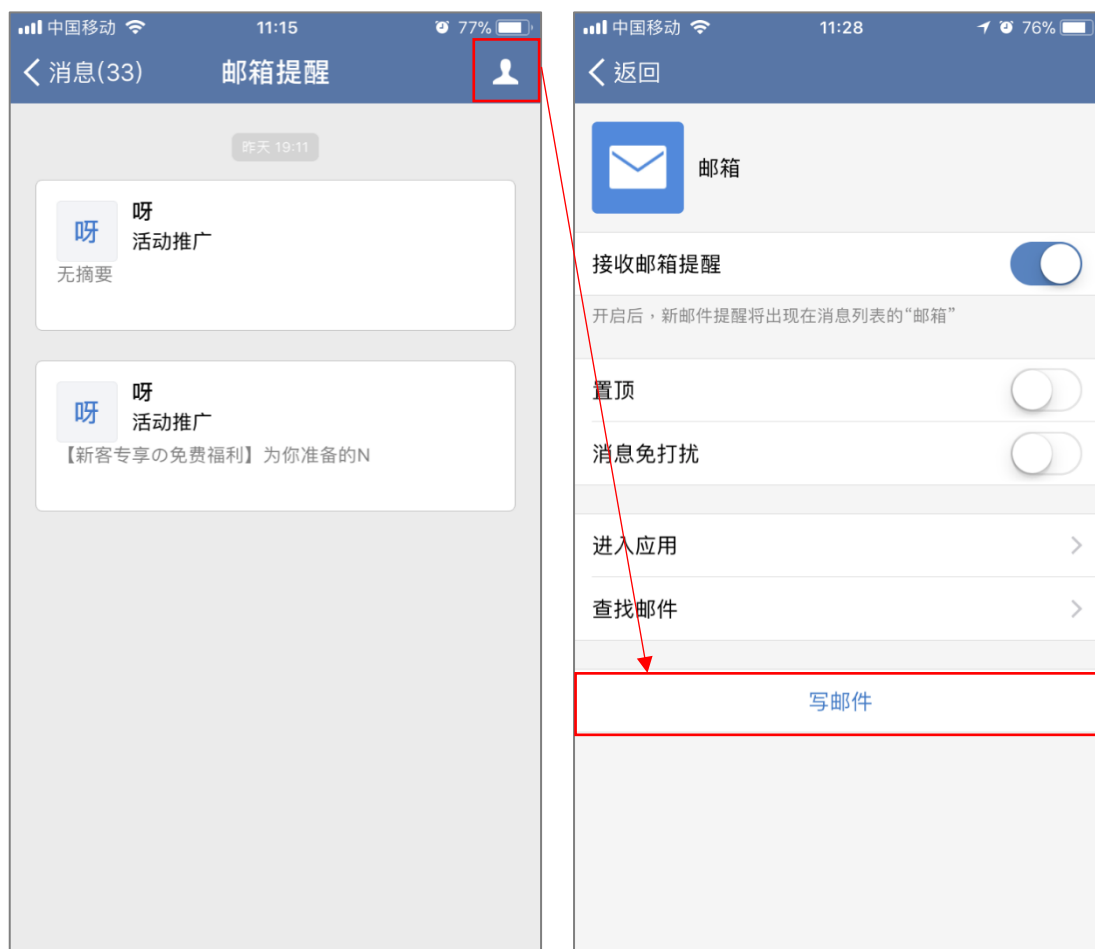 中国移动 11:15 77%
消息(33) 邮箱提醒
昨天 19:11
呀
呀
活动推广
无摘要
呀
呀
活动推广
【新客专享の免费福利】为你准备的N
中国移动 11:28 76%
返回
邮箱
接收邮箱提醒
开启后，新邮件提醒将出现在消息列表的“邮箱”
置顶
消息免打扰
进入应用
查找邮件
写邮件